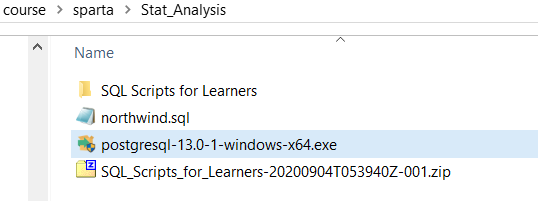 course > sparta > Stat_Analysis
Name
SQL Scripts for Learners
northwind.sql
postgresql-13.0-1-windows-x64.exe
SQL_Scripts_for_Learners-20200904T053940Z-001.zip